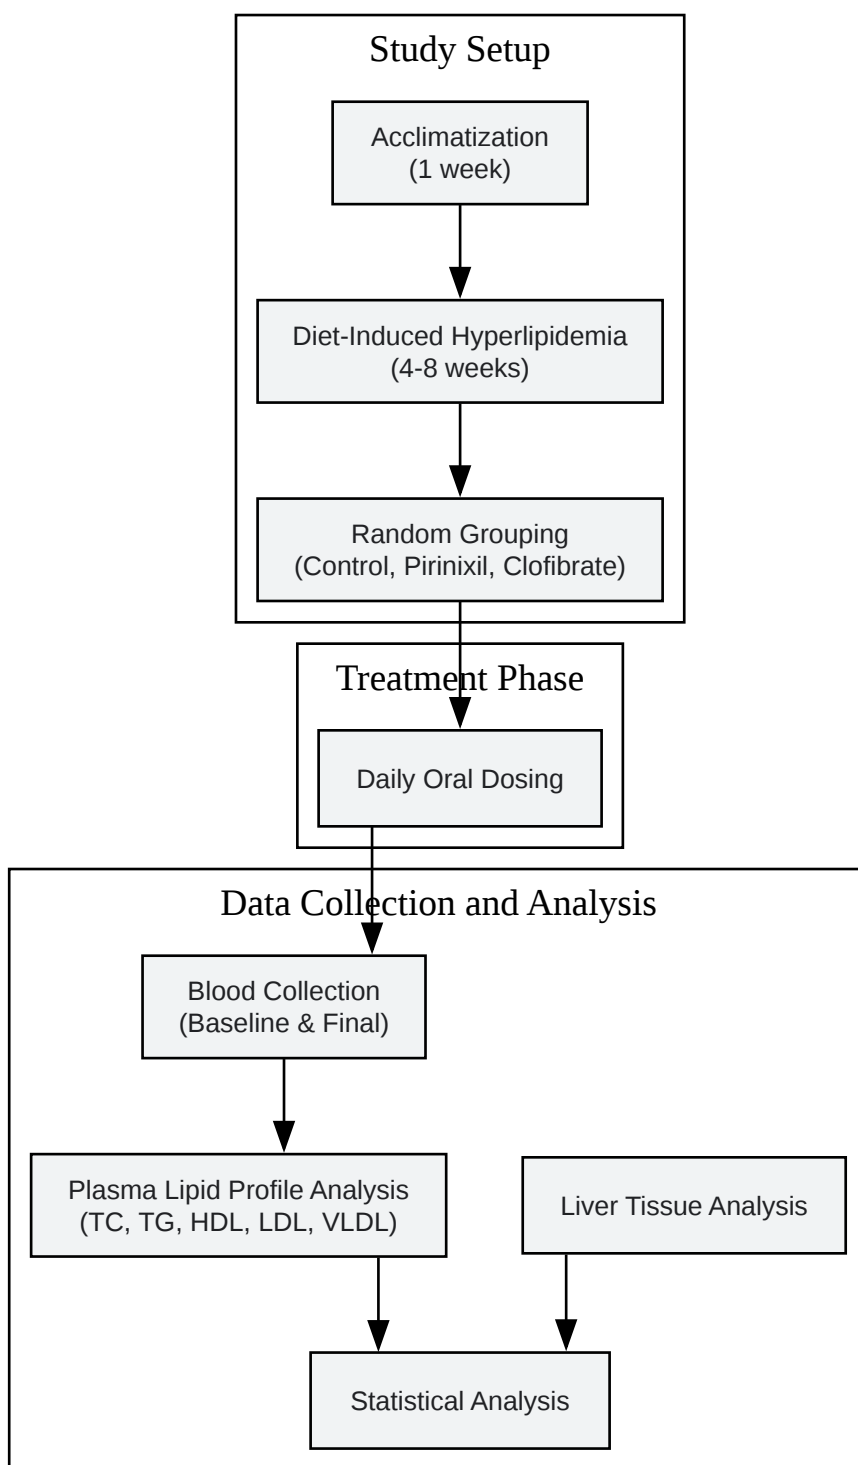 Study Setup
Acclimatization
(1 week)
Diet-Induced Hyperlipidemia
(4-8 weeks)
Random Grouping
(Control, Pirinixil, Clofibrate)
Treatment Phase
Daily Oral Dosing
Data Collection and Analysis
Blood Collection
(Baseline & Final)
Plasma Lipid Profile Analysis
(TC, TG, HDL, LDL, VLDL)
Liver Tissue Analysis
Statistical Analysis